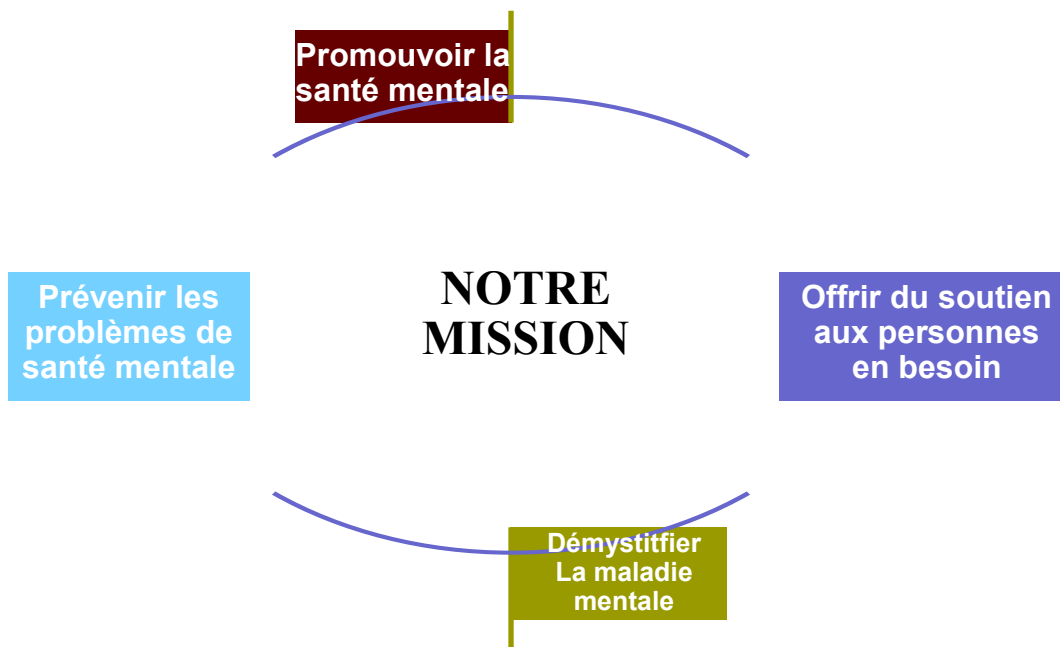 Promouvoir la
santé mentale
Prévenir les
problèmes de
santé mentale
NOTRE
MISSION
Offrir du soutien
aux personnes
en besoin
Démystitfier
La maladie
mentale